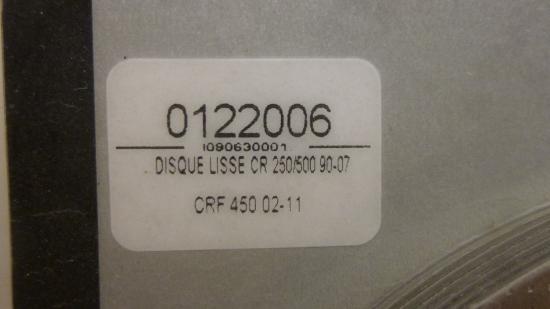 0122006
I090630001
DISQUE LISSE CR 250/500 90-07
CRF 450 02-11